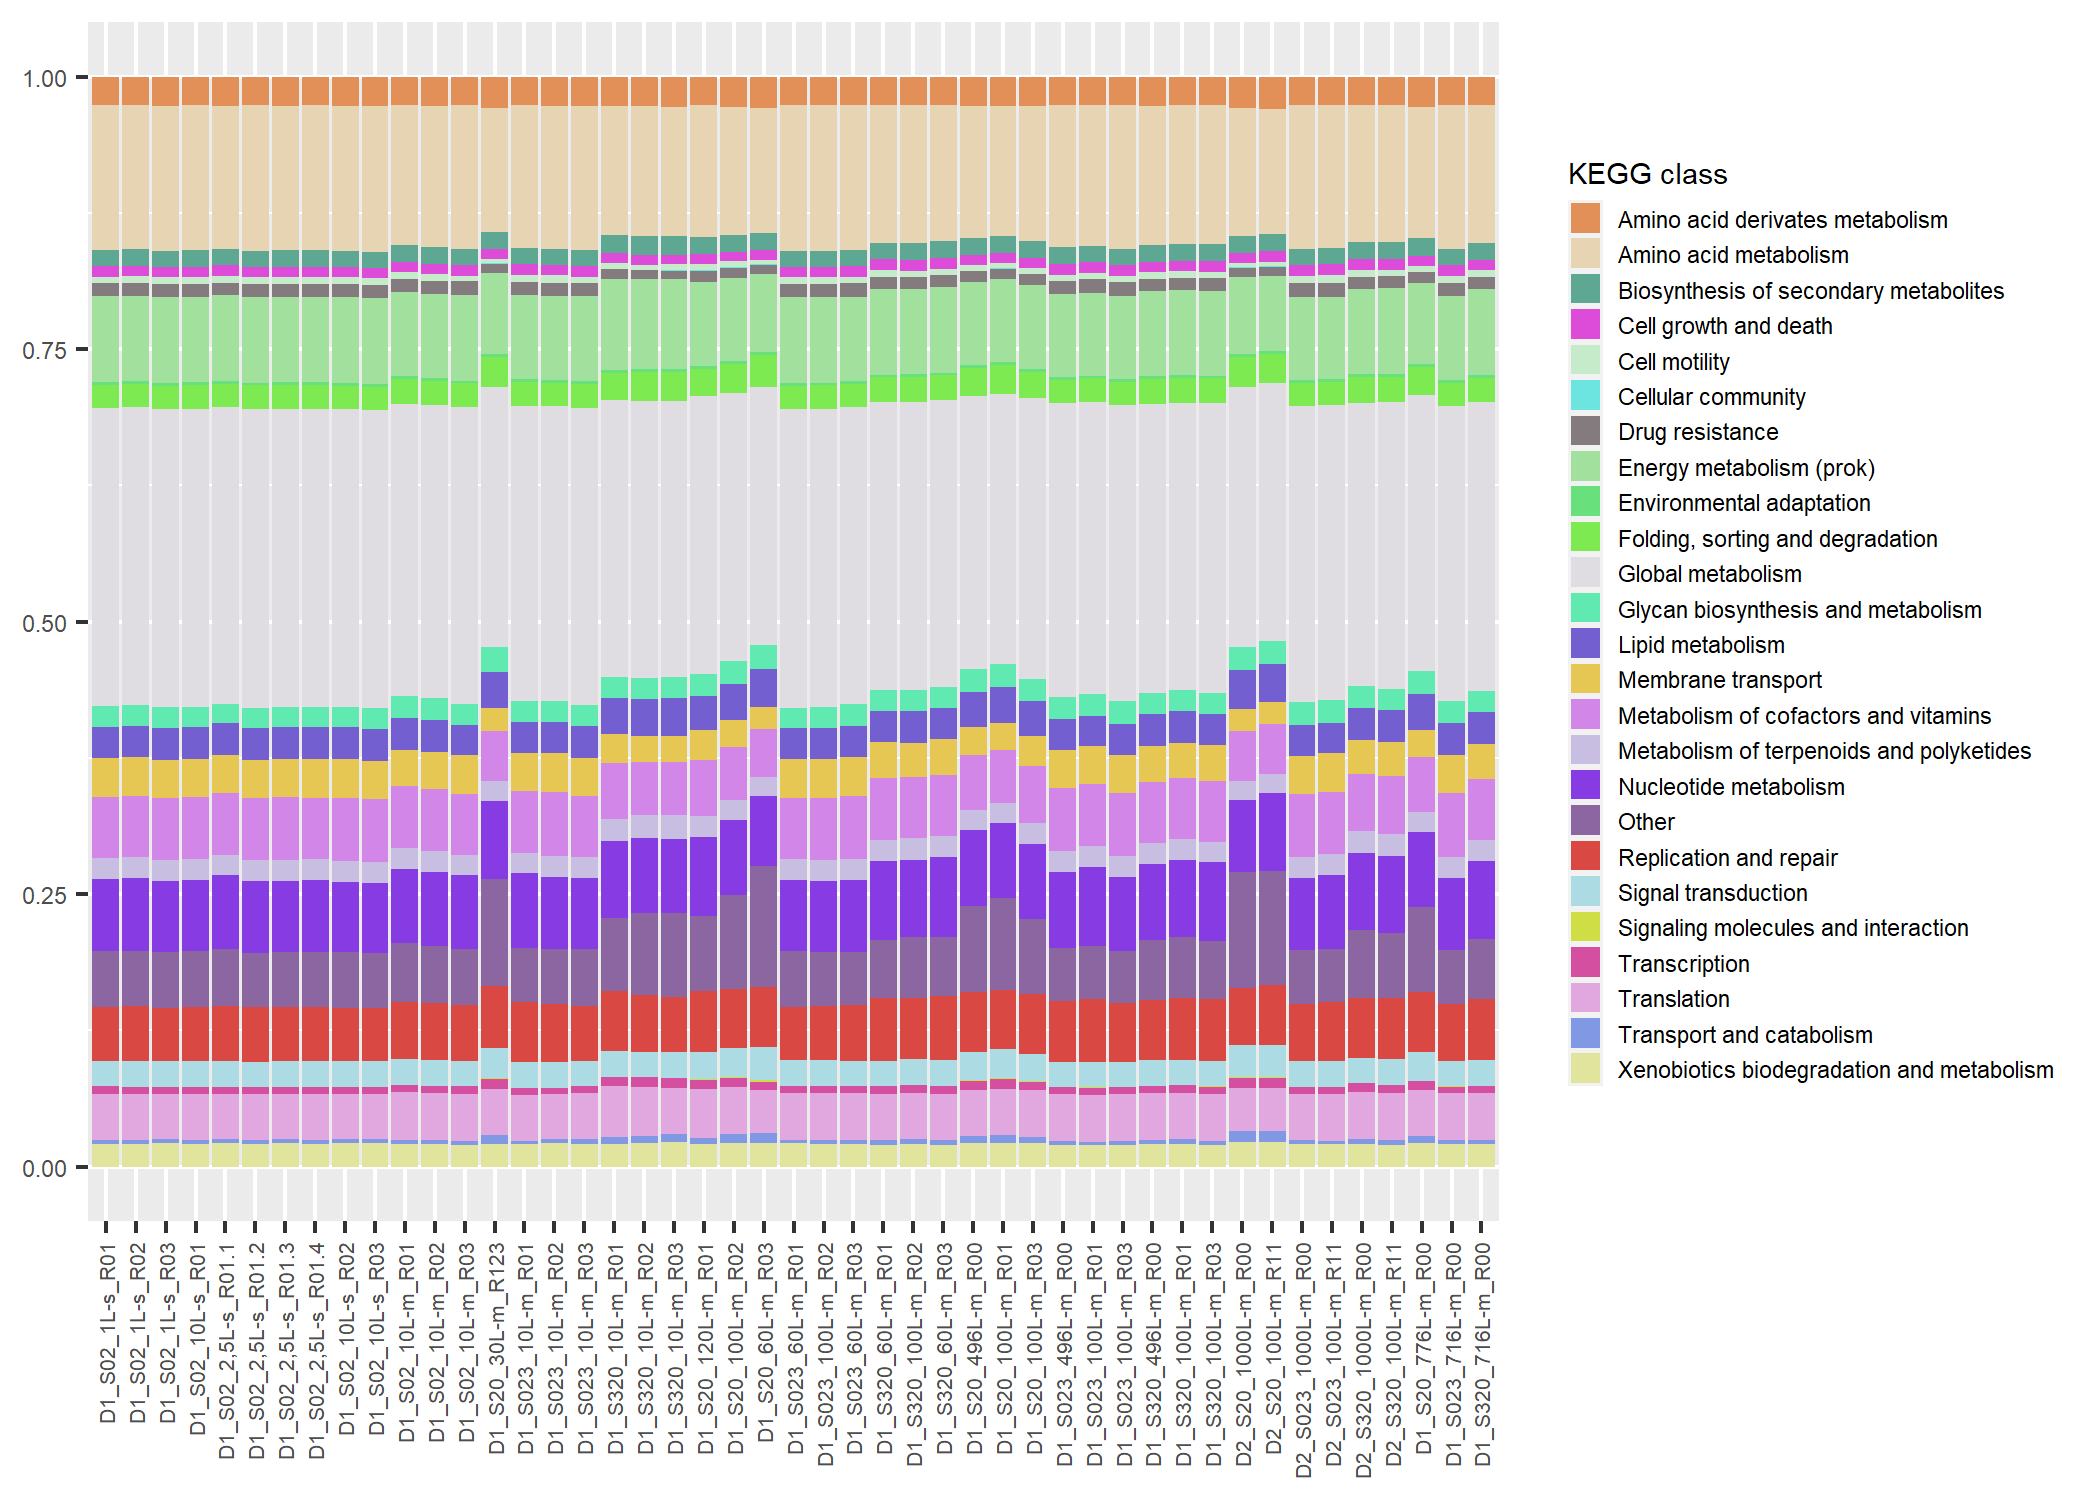 1.00
0.75
0.50
0.25
0.00
D1_S02_1L-s_R01
D1_S02_1L-s_R02
D1_S02_1L-s_R03
D1_S02_10L-s_R01
D1_S02_2,5L-s_R01.1
D1_S02_2,5L-s_R01.2
D1_S02_2,5L-s_R01.3
D1_S02_2,5L-s_R01.4
D1_S02_10L-s_R02
D1_S02_10L-s_R03
D1_S02_10L-m_R01
D1_S02_10L-m_R02
D1_S02_10L-m_R03
D1_S20_30L-m_R123
D1_S023_10L-m_R01
D1_S023_10L-m_R02
D1_S023_10L-m_R03
D1_S320_10L-m_R01
D1_S320_10L-m_R02
D1_S320_10L-m_R03
D1_S20_120L-m_R01
D1_S20_100L-m_R02
D1_S20_60L-m_R03
D1_S023_60L-m_R01
D1_S023_100L-m_R02
D1_S023_60L-m_R03
D1_S320_60L-m_R01
D1_S320_100L-m_R02
D1_S320_60L-m_R03
D1_S20_496L-m_R00
D1_S20_100L-m_R01
D1_S20_100L-m_R03
D1_S023_496L-m_R00
D1_S023_100L-m_R01
D1_S023_100L-m_R03
D1_S320_496L-m_R00
D1_S320_100L-m_R01
D1_S320_100L-m_R03
D2_S20_1000L-m_R00
D2_S20_100L-m_R11
D2_S023_1000L-m_R00
D2_S023_100L-m_R11
D2_S320_1000L-m_R00
D2_S320_100L-m_R11
D1_S20_776L-m_R00
D1_S023_716L-m_R00
D1_S320_716L-m_R00
KEGG class
Amino acid derivates metabolism
Amino acid metabolism
Biosynthesis of secondary metabolites
Cell growth and death
Cell motility
Cellular community
Drug resistance
Energy metabolism (prok)
Environmental adaptation
Folding, sorting and degradation
Global metabolism
Glycan biosynthesis and metabolism
Lipid metabolism
Membrane transport
Metabolism of cofactors and vitamins
Metabolism of terpenoids and polyketides
Nucleotide metabolism
Other
Replication and repair
Signal transduction
Signaling molecules and interaction
Transcription
Translation
Transport and catabolism
Xenobiotics biodegradation and metabolism